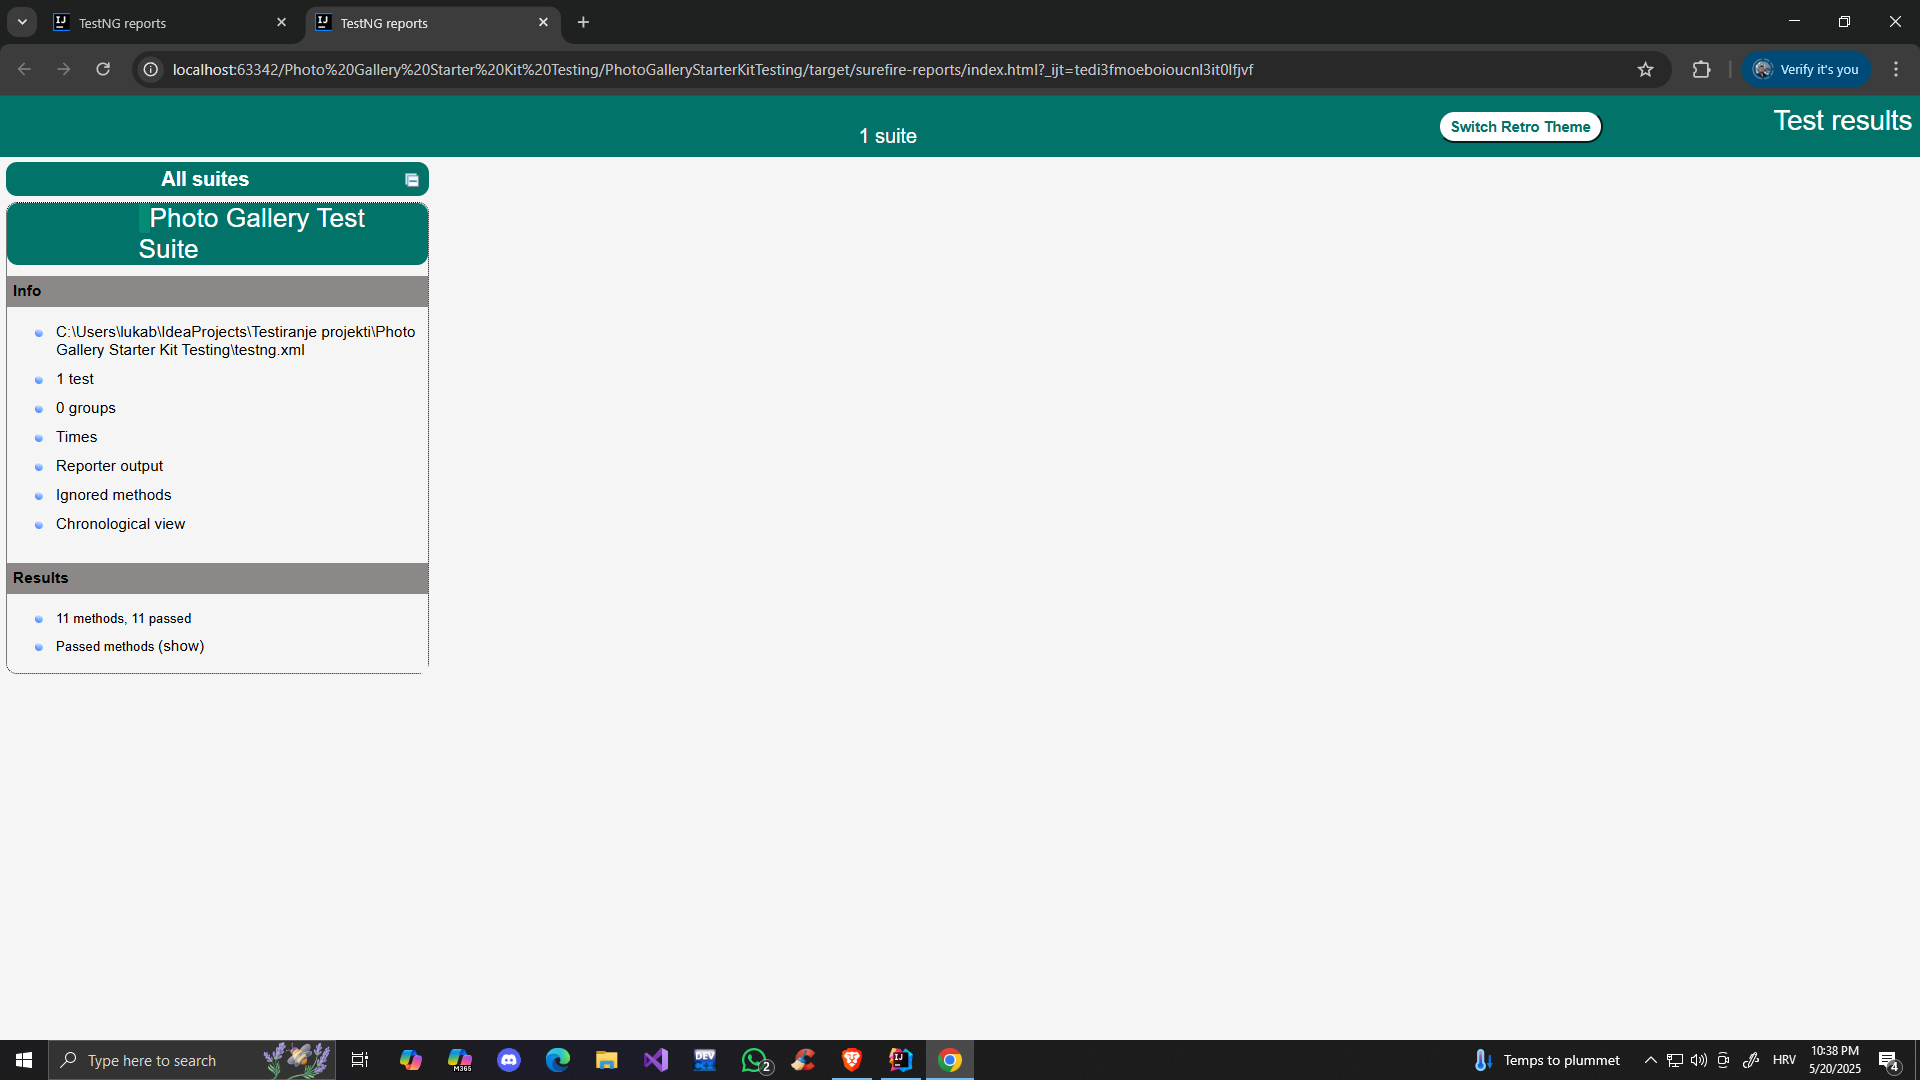 TestNG reports
TestNG reports
localhost:63342/Photo%20Gallery%20Starter%20Kit%20Testing/PhotoGalleryStarterKitTesting/target/surefire-reports/index.html?_ijt=tedi3fmoeboioucnl3it0lfjvf
Verify it's you
1 suite
Switch Retro Theme
Test results
All suites
Photo Gallery Test
Suite
Info
C:\Users\lukab\IdeaProjects\Testiranje projekti\Photo
Gallery Starter Kit Testing\testng.xml
1 test
0 groups
Times
Reporter output
Ignored methods
Chronological view
Results
11 methods, 11 passed
Passed methods (show)
Type here to search
M365
DEV
2
Temps to plummet
HRV
10:38 PM
5/20/2025
4